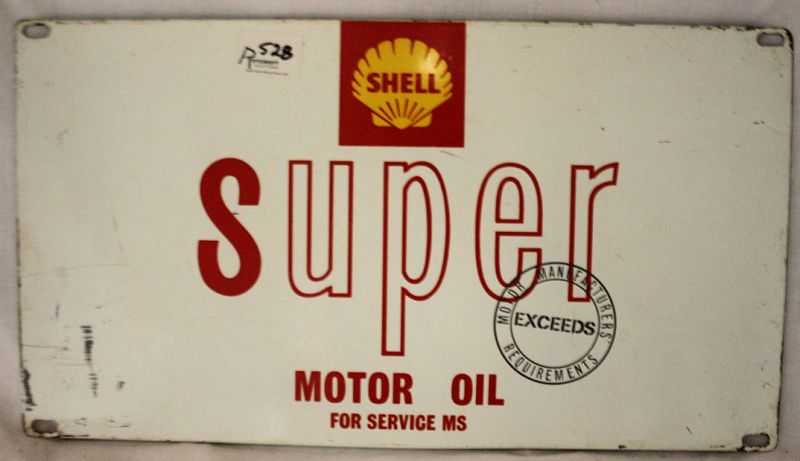 528
SHELL
Super
MOTOR MANUFACTURERS'
EXCEEDS
REQUIREMENTS
MOTOR OIL
FOR SERVICE MS